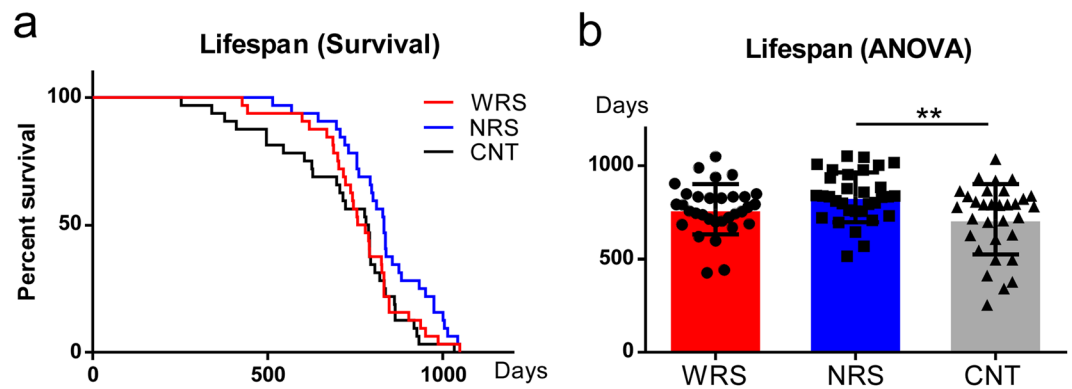 a
Lifespan (Survival)
Percent survival
100
50
0
0
500
1000
Days
WRS
NRS
CNT
b
Lifespan (ANOVA)
Days
**
1000
500
0
WRS
NRS
CNT